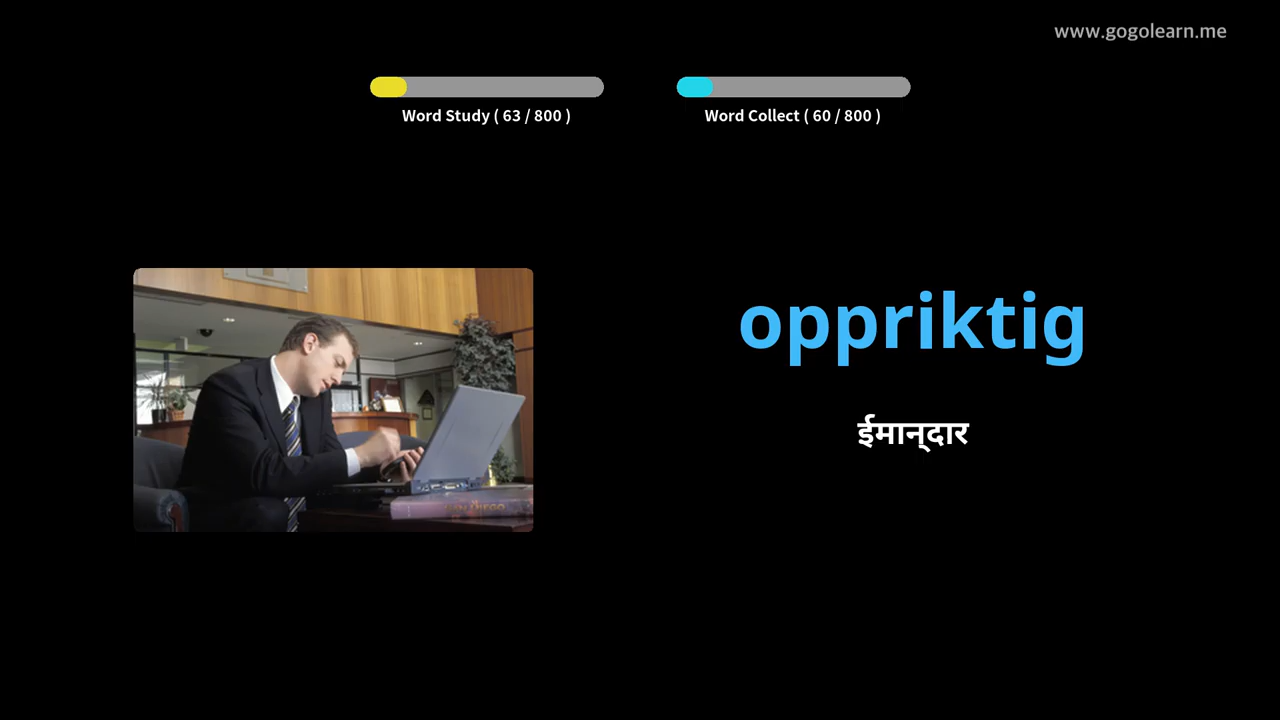 www.gogolearn.me
Word Study ( 63 / 800 )
Word Collect ( 60 / 800 )
oppriktig
ईमान्‌दार